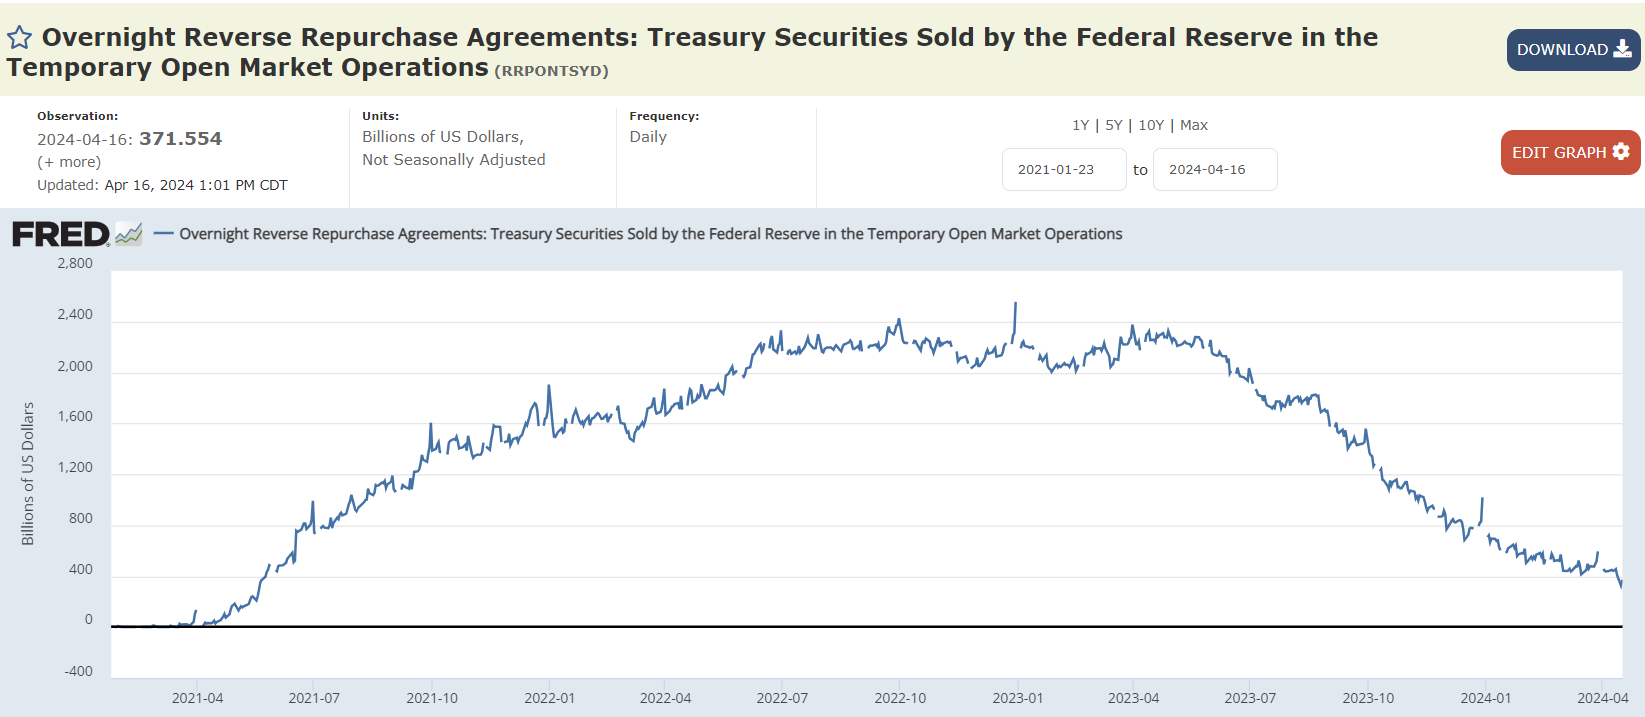 Overnight Reverse Repurchase Agreements: Treasury Securities Sold by the Federal Reserve in the
Temporary Open Market Operations (RRPONTSYD)
DOWNLOAD
Observation:
2024-04-16: 371.554
(+ more)
Updated: Apr 16, 2024 1:01 PM CDT
Units:
Billions of US Dollars,
Not Seasonally Adjusted
Frequency:
Daily
1Y | 5Y | 10Y | Max
2021-01-23 to 2024-04-16
EDIT GRAPH
FRED
Overnight Reverse Repurchase Agreements: Treasury Securities Sold by the Federal Reserve in the Temporary Open Market Operations
Billions of US Dollars
2,800
2,400
2,000
1,600
1,200
800
400
0
-400
2021-04 2021-07 2021-10 2022-01 2022-04 2022-07 2022-10 2023-01 2023-04 2023-07 2023-10 2024-01 2024-04